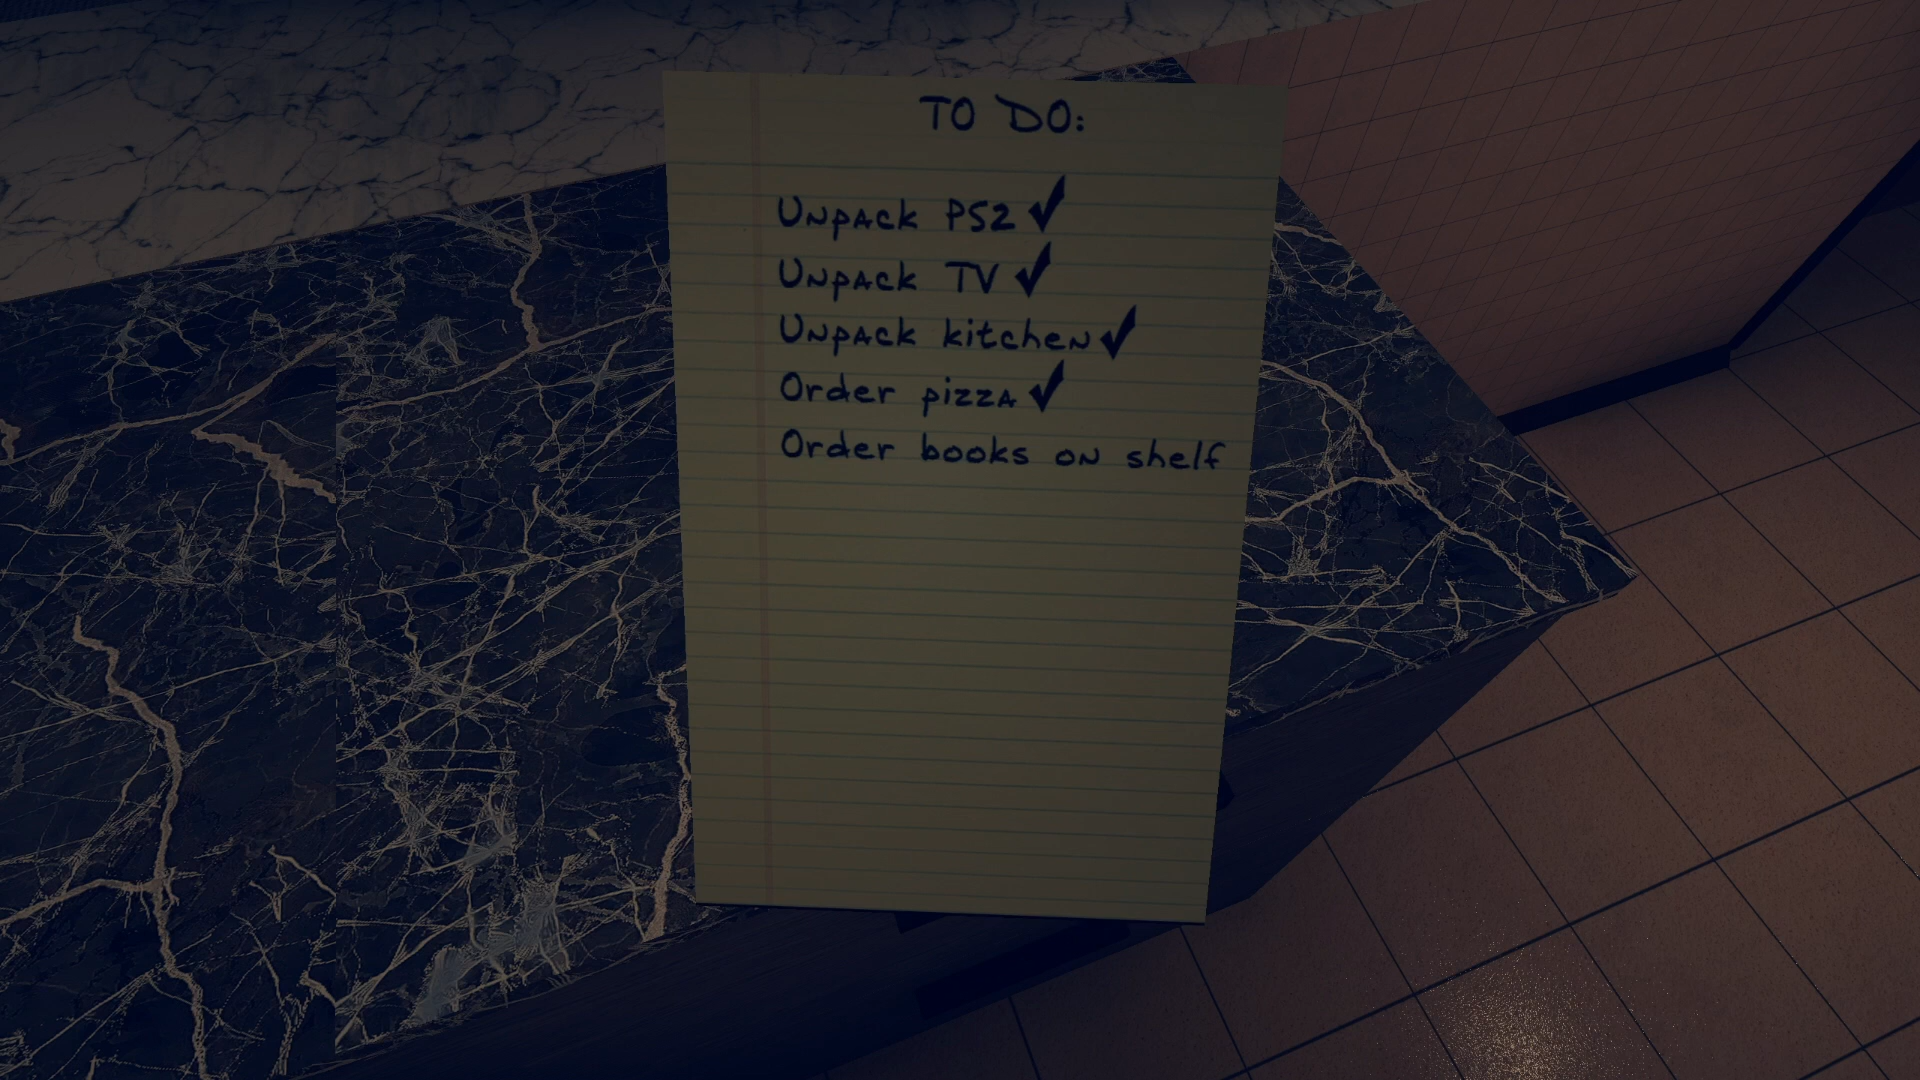 TO DO:
Unpack PS2 ✓
Unpack TV ✓
Unpack kitchen ✓
Order pizza ✓
Order books on shelf